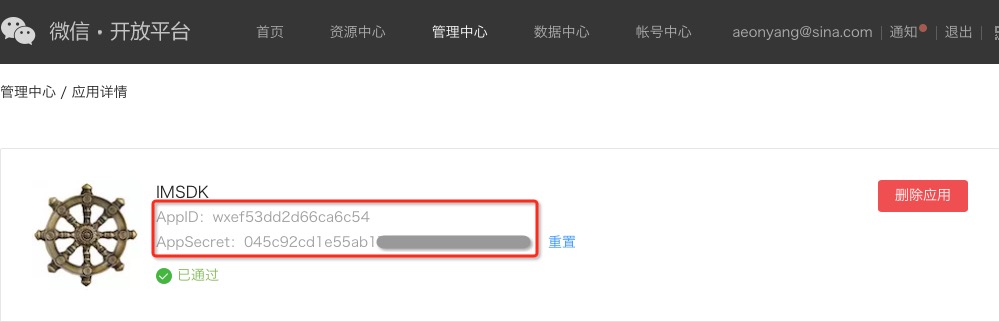 微信·开放平台 首页 资源中心 管理中心 数据中心 帐号中心 aeonyang@sina.com | 通知 | 退出 |
管理中心 / 应用详情
IMSDK
删除应用
AppID：wxef53dd2d66ca6c54
AppSecret：045c92cd1e55ab1 重置
已通过